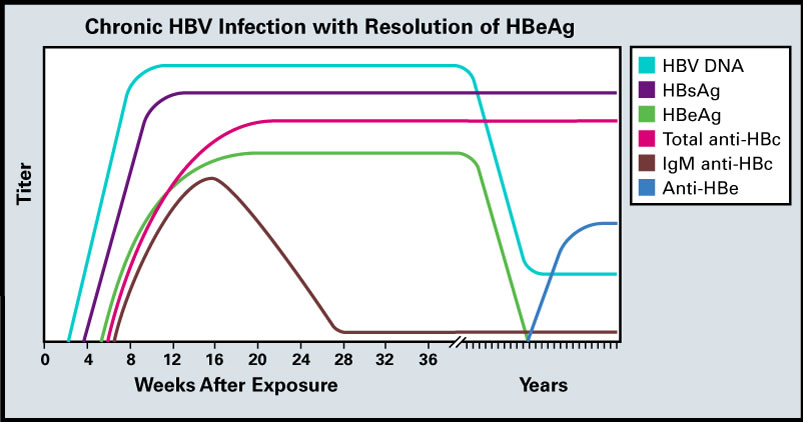 Chronic HBV Infection with Resolution of HBeAg
HBV DNA
HBsAg
HBeAg
Total anti-HBc
IgM anti-HBc
Anti-HBe
Titer
0 4 8 12 16 20 24 28 32 36
Weeks After Exposure Years